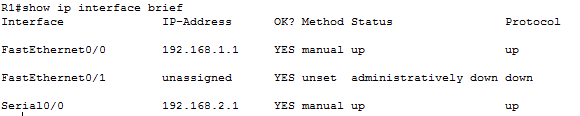 R1#show ip interface brief
Interface IP-Address OK? Method Status Protocol
FastEthernet0/0 192.168.1.1 YES manual up up
FastEthernet0/1 unassigned YES unset administratively down down
Serial0/0 192.168.2.1 YES manual up up